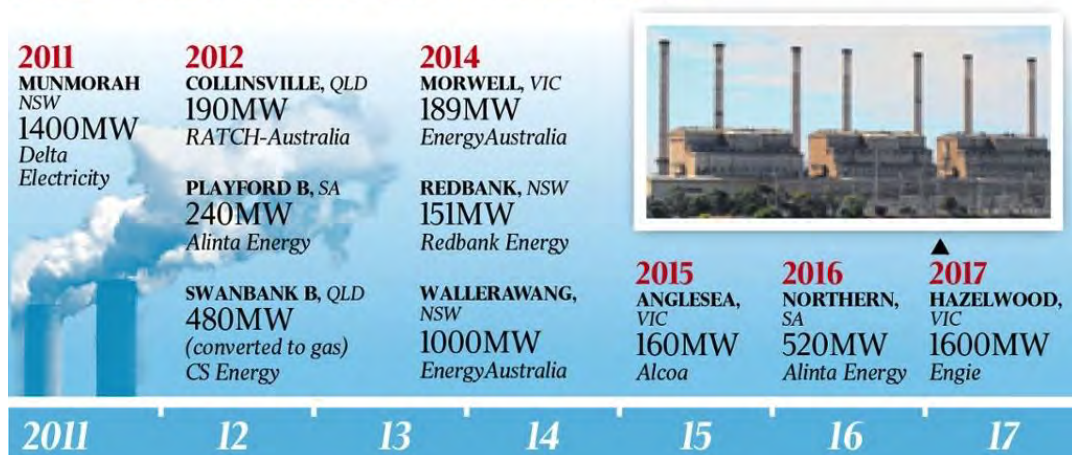 2011
MUNMORAH
NSW
1400MW
Delta
Electricity
2012
COLLINSVILLE, QLD
190MW
RATCH-Australia
PLAYFORD B, SA
240MW
Alinta Energy
SWANBANK B, QLD
480MW
(converted to gas)
CS Energy
2014
MORWELL, VIC
189MW
EnergyAustralia
REDBANK, NSW
151MW
Redbank Energy
WALLERAWANG,
NSW
1000MW
EnergyAustralia
2015
ANGLESEA,
VIC
160MW
Alcoa
2016
NORTHERN,
SA
520MW
Alinta Energy
2017
HAZELWOOD,
VIC
1600MW
Engie
2011 12 13 14 15 16 17